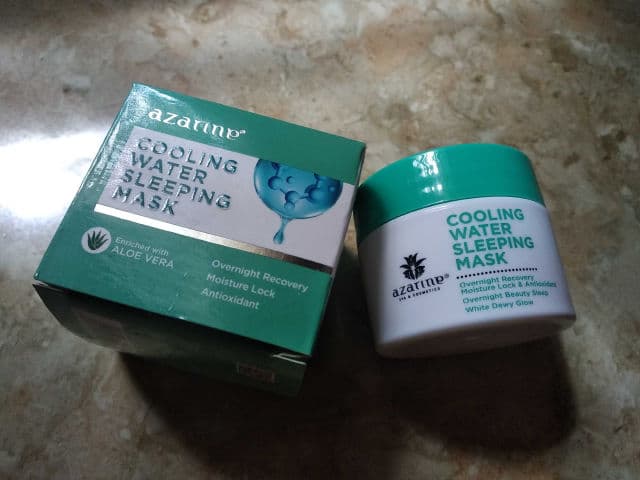 azarine
COOLING
WATER
SLEEPING
MASK
Enriched with
ALOE VERA
Overnight Recovery
Moisture Lock
Antioxidant
COOLING
WATER
SLEEPING
MASK
azarine
SPA & COSMETICS
Overnight Recovery
Moisture Lock & Antioxidant
Overnight Beauty Sleep
White Dewy Glow